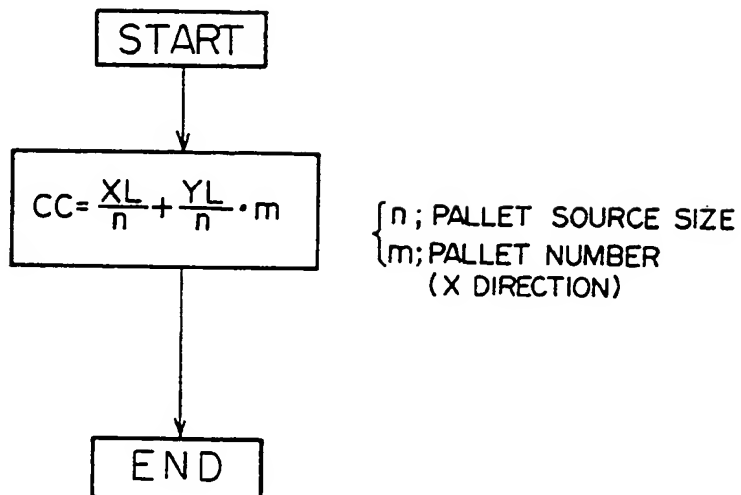 START
CC= XL/n + YL/n · m
n; PALLET SOURCE SIZE
m; PALLET NUMBER
(X DIRECTION)
END